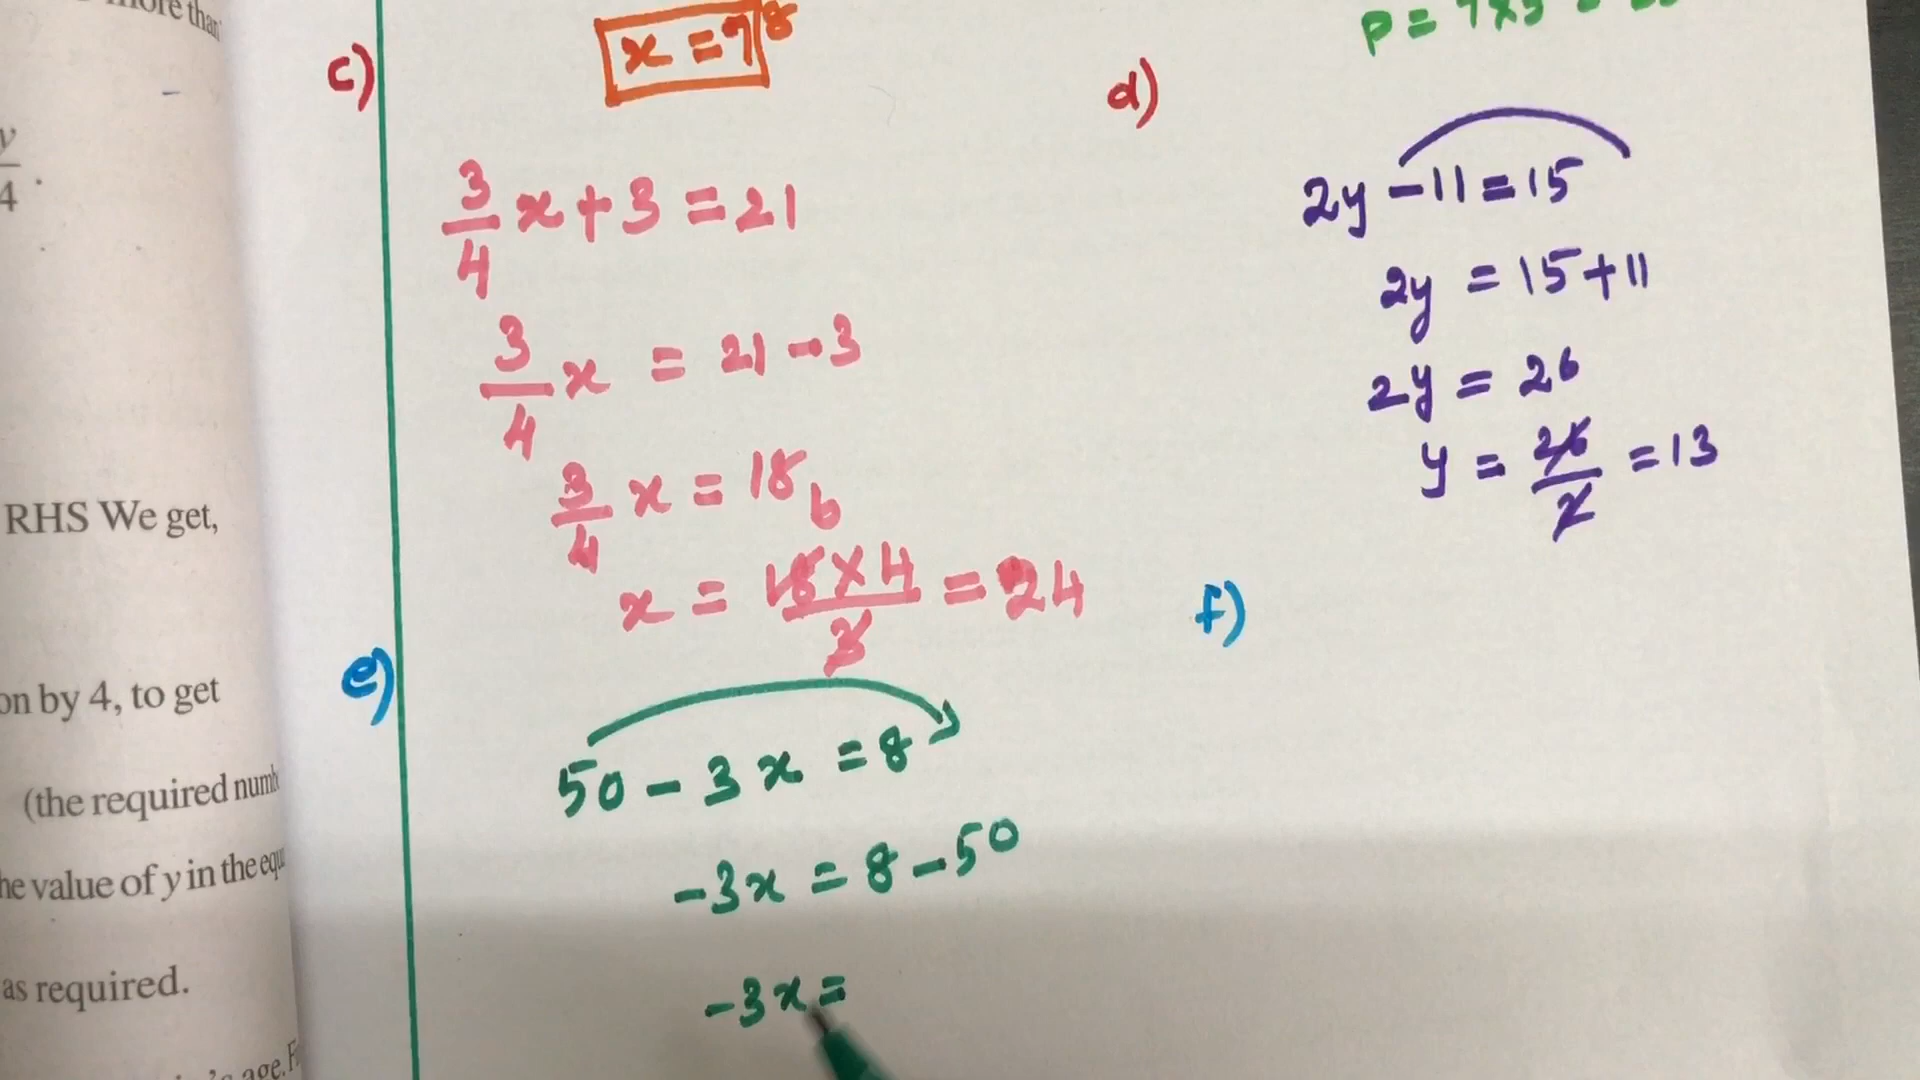 more than
y/4 .
RHS We get,
on by 4, to get
(the required numb
he value of y in the equ
as required.
's age. F
x = 78
c)
3/4 x + 3 = 21
3/4 x = 21 - 3
3/4 x = 18
6
x = 18 x 4 / 3 = 24
d)
2y - 11 = 15
2y = 15 + 11
2y = 26
y = 26/2 = 13
e)
50 - 3x = 8
-3x = 8 - 50
-3x =
f)